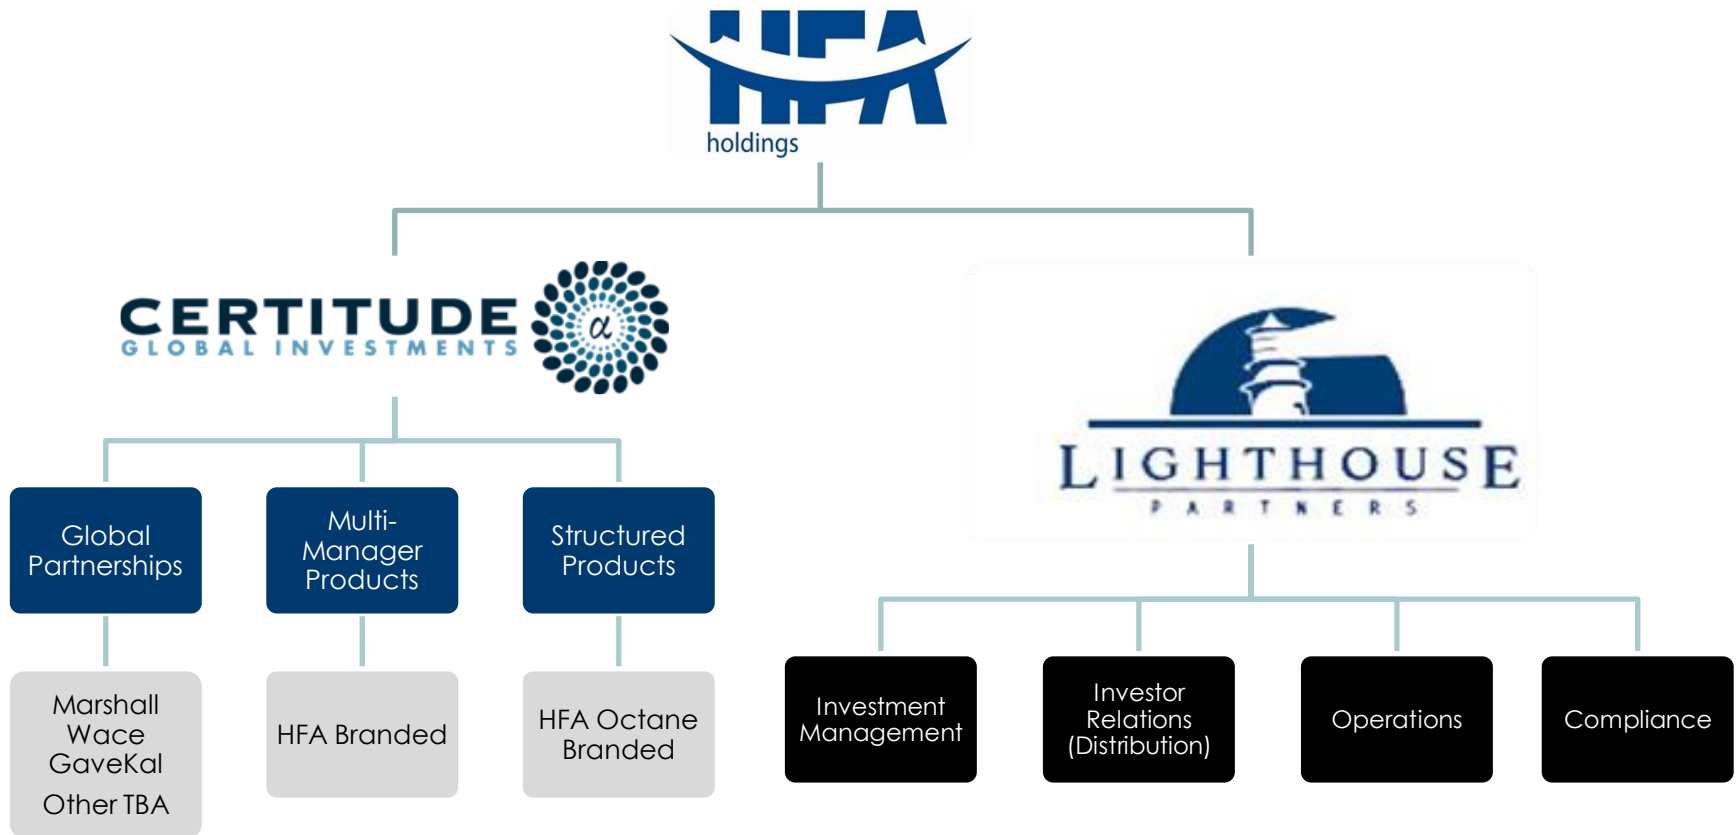 HFA
holdings
CERTITUDE
GLOBAL INVESTMENTS
α
LIGHTHOUSE
PARTNERS
Global
Partnerships
Multi-
Manager
Products
Structured
Products
Marshall
Wace
GaveKal
Other TBA
HFA Branded
HFA Octane
Branded
Investment
Management
Investor
Relations
(Distribution)
Operations
Compliance